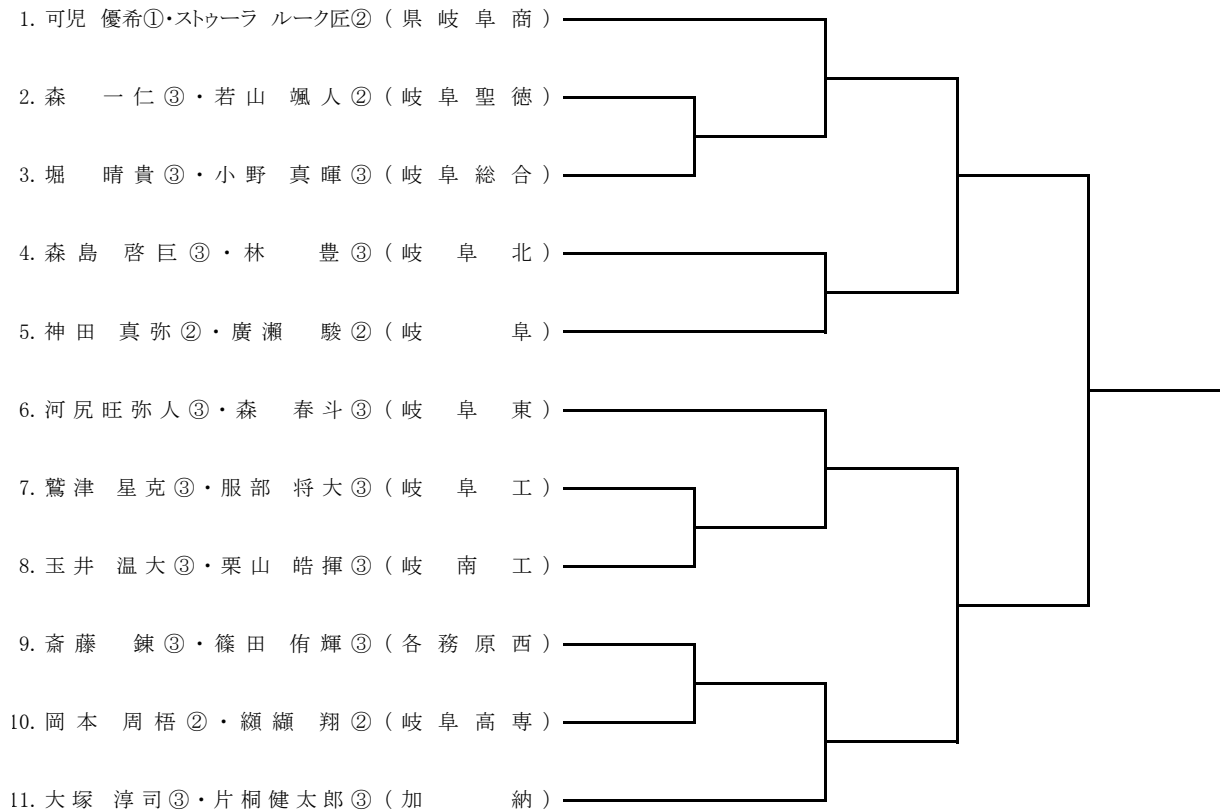 1. 可児 優希①・ストゥーラ ルーク匠② (県岐阜商)
2. 森 一仁③・若山 颯人② (岐阜聖徳)
3. 堀 晴貴③・小野 真暉③ (岐阜総合)
4. 森島 啓巨③・林 豊③ (岐阜北)
5. 神田 真弥②・廣瀬 駿② (岐阜)
6. 河尻旺弥人③・森 春斗③ (岐阜東)
7. 鷲津 星克③・服部 将大③ (岐阜工)
8. 玉井 温大③・栗山 皓揮③ (岐南工)
9. 斎藤 錬③・篠田 侑輝③ (各務原西)
10. 岡本 周梧②・纐纈 翔② (岐阜高専)
11. 大塚 淳司③・片桐健太郎③ (加納)